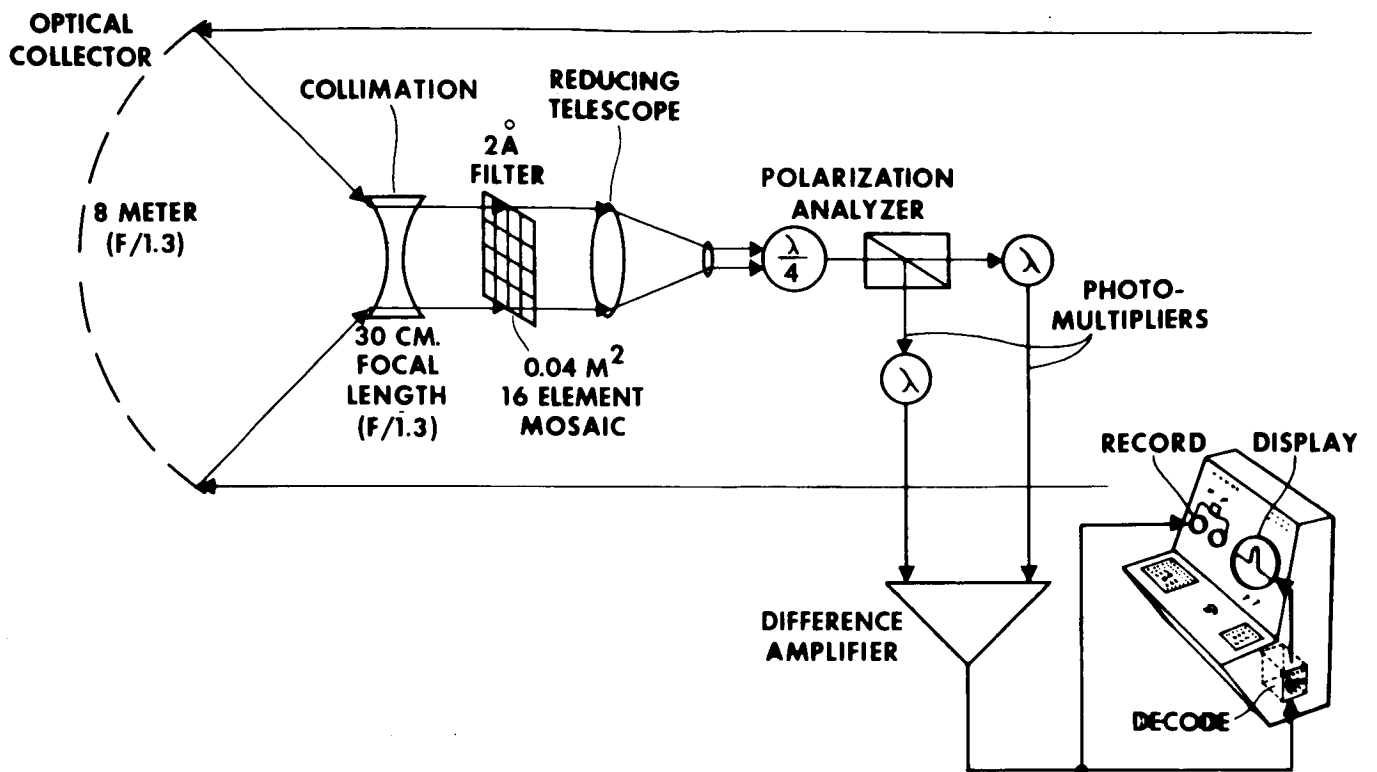 OPTICAL
COLLECTOR
COLLIMATION
REDUCING
TELESCOPE
2Å
FILTER
POLARIZATION
ANALYZER
8 METER
(F/1.3)
λ
4
λ
PHOTO-
MULTIPLIERS
30 CM.
FOCAL
LENGTH
(F/1.3)
0.04 M²
16 ELEMENT
MOSAIC
λ
RECORD
DISPLAY
DIFFERENCE
AMPLIFIER
DECODE